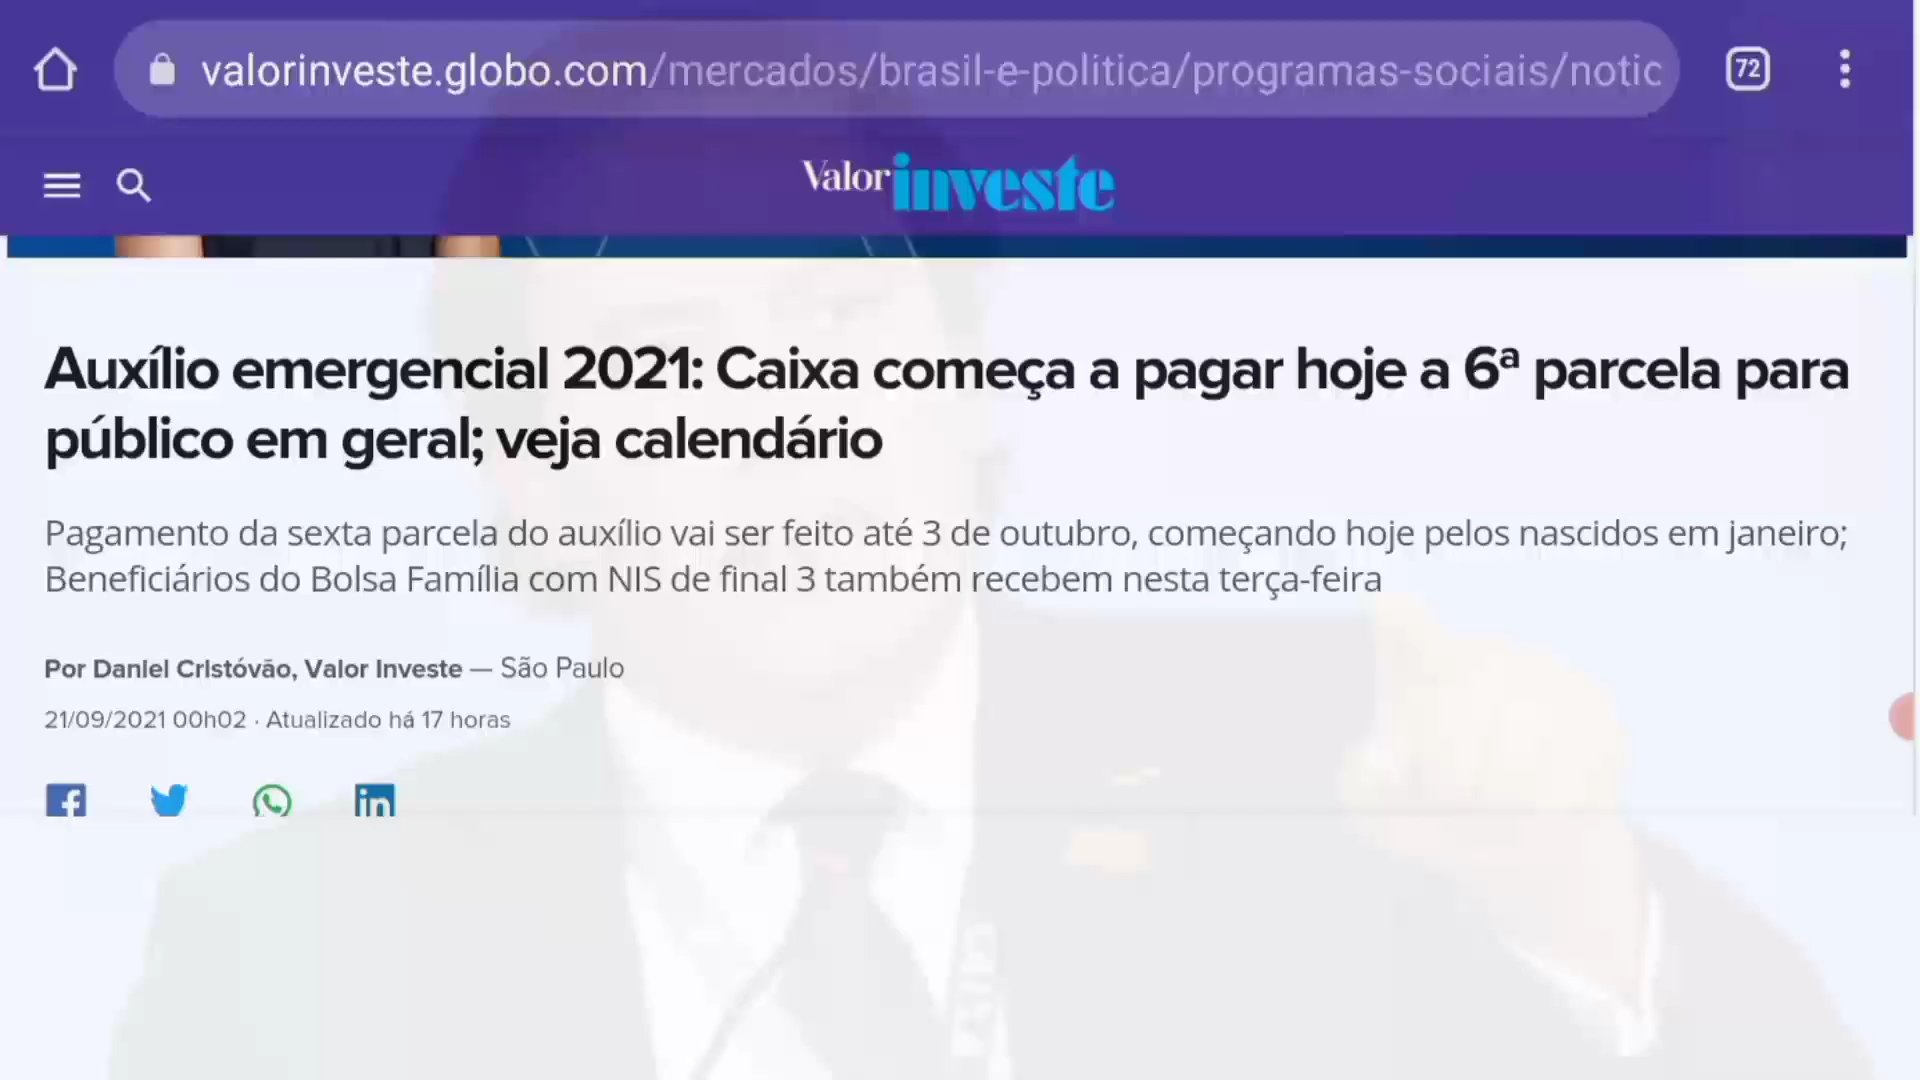 valorinveste.globo.com/mercados/brasil-e-politica/programas-sociais/notic
72
Valor investe
Auxílio emergencial 2021: Caixa começa a pagar hoje a 6ª parcela para
público em geral; veja calendário
Pagamento da sexta parcela do auxílio vai ser feito até 3 de outubro, começando hoje pelos nascidos em janeiro;
Beneficiários do Bolsa Família com NIS de final 3 também recebem nesta terça-feira
Por Daniel Cristóvão, Valor Investe — São Paulo
21/09/2021 00h02 · Atualizado há 17 horas